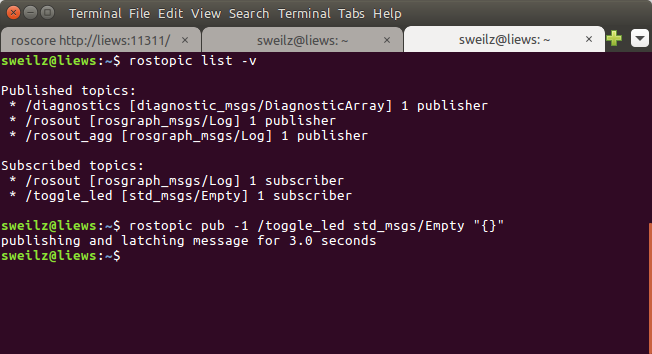 Terminal File Edit View Search Terminal Tabs Help
roscore http://liews:11311/ × sweilz@liews: ~ × sweilz@liews: ~ ×
sweilz@liews:~$ rostopic list -v

Published topics:
 * /diagnostics [diagnostic_msgs/DiagnosticArray] 1 publisher
 * /rosout [rosgraph_msgs/Log] 1 publisher
 * /rosout_agg [rosgraph_msgs/Log] 1 publisher

Subscribed topics:
 * /rosout [rosgraph_msgs/Log] 1 subscriber
 * /toggle_led [std_msgs/Empty] 1 subscriber

sweilz@liews:~$ rostopic pub -1 /toggle_led std_msgs/Empty "{}"
publishing and latching message for 3.0 seconds
sweilz@liews:~$